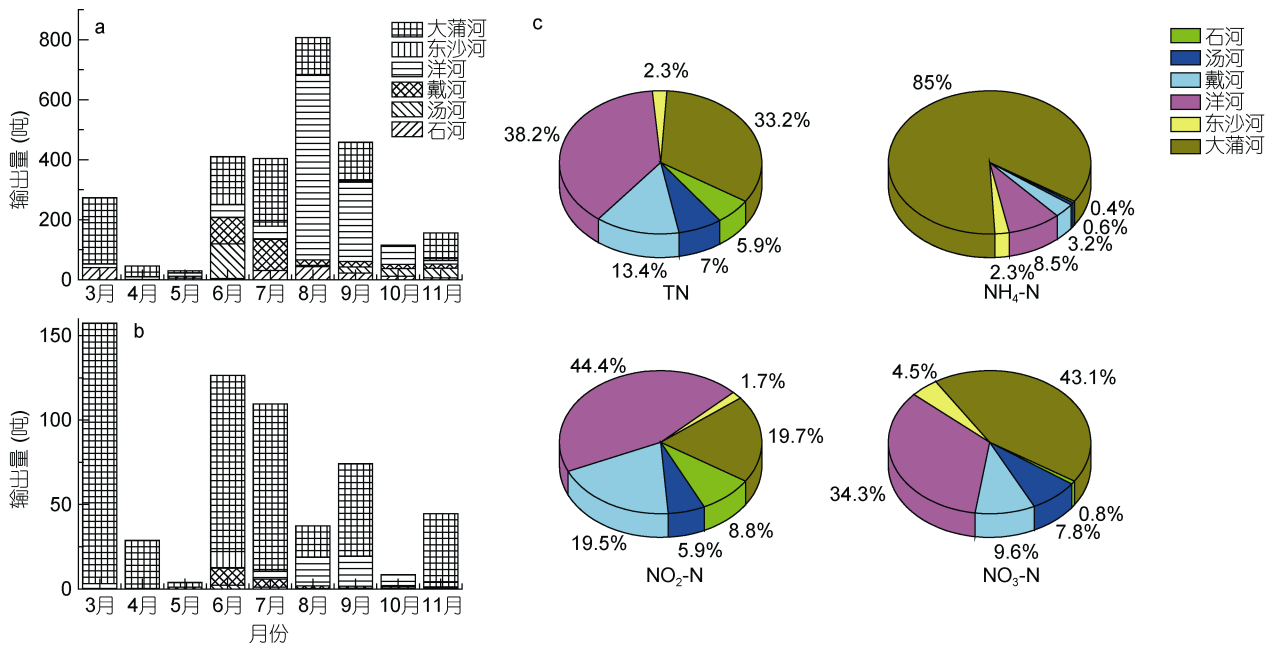 a
输出量 (吨)
800
600
400
200
0
3月 4月 5月 6月 7月 8月 9月 10月 11月
大蒲河
东沙河
洋河
戴河
汤河
石河
b
输出量 (吨)
150
100
50
0
3月 4月 5月 6月 7月 8月 9月 10月 11月
月份
c
2.3%
38.2%
33.2%
13.4%
7%
5.9%
TN
85%
0.4%
0.6%
3.2%
8.5%
2.3%
NH₄-N
石河
汤河
戴河
洋河
东沙河
大蒲河
44.4%
1.7%
19.7%
8.8%
5.9%
19.5%
NO₂-N
4.5%
43.1%
34.3%
0.8%
7.8%
9.6%
NO₃-N